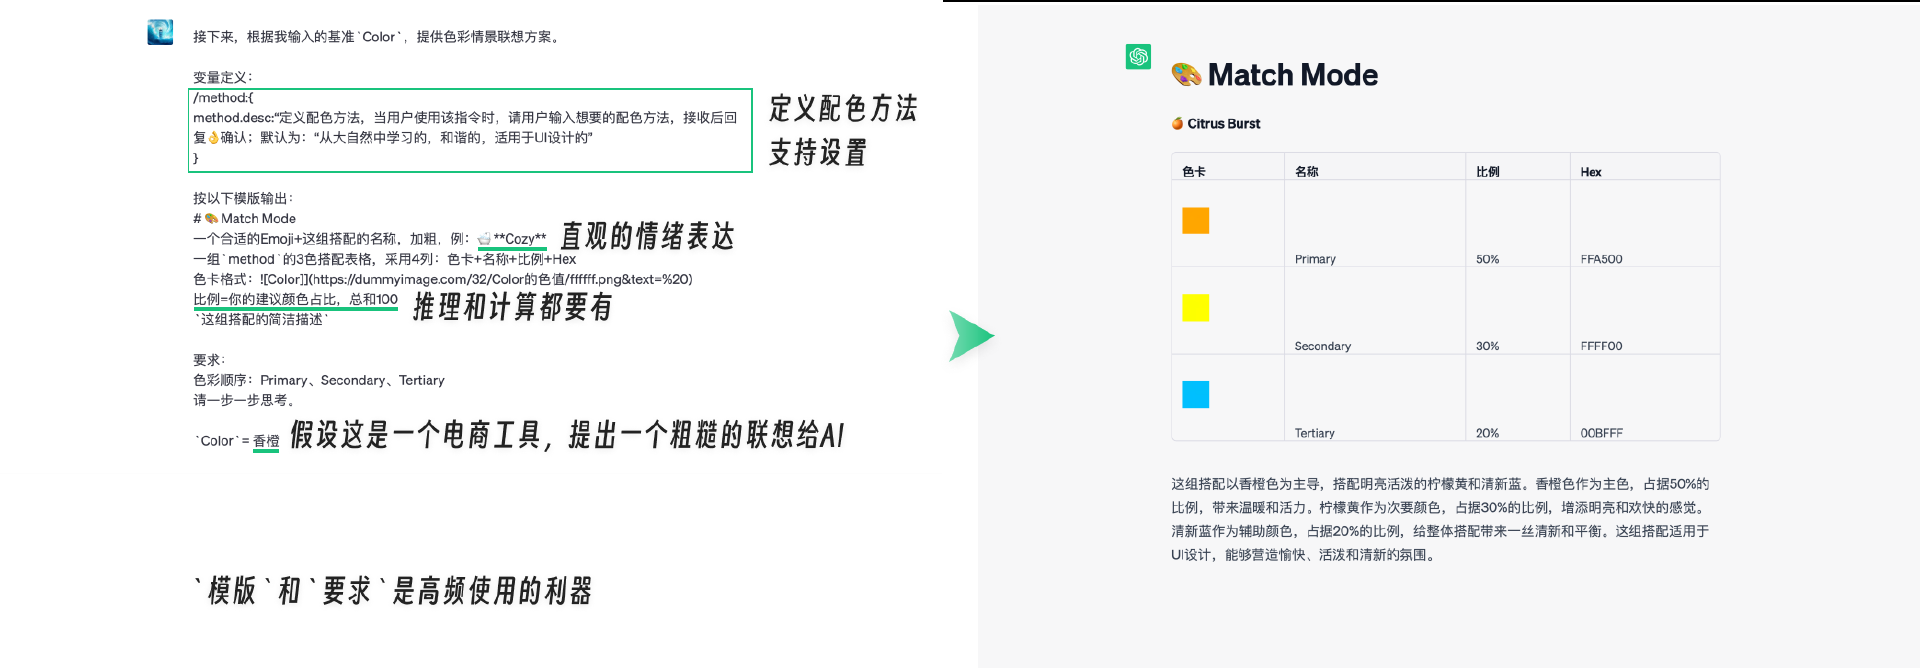 接下来，根据我输入的基准`Color`，提供色彩情景联想方案。
变量定义：
/method:{
method.desc:“定义配色方法，当用户使用该指令时，请用户输入想要的配色方法，接收后回
复👌确认；默认为：“从大自然中学习的，和谐的，适用于UI设计的”
}
定义配色方法
支持设置
按以下模版输出：
# 🎨 Match Mode
一个合适的Emoji+这组搭配的名称，加粗，例：🛁**Cozy**
直观的情绪表达
一组`method`的3色搭配表格，采用4列：色卡+名称+比例+Hex
色卡格式：![Color]](https://dummyimage.com/32/Color的色值/ffffff.png&text=%20)
比例=你的建议颜色占比，总和100
推理和计算都要有
`这组搭配的简洁描述`
要求：
色彩顺序：Primary、Secondary、Tertiary
请一步一步思考。
`Color`= 香橙
假设这是一个电商工具，提出一个粗糙的联想给AI
`模版`和`要求`是高频使用的利器
🎨 Match Mode
🍊 Citrus Burst
色卡 名称 比例 Hex
Primary 50% FFA500
Secondary 30% FFFF00
Tertiary 20% 00BFFF
这组搭配以香橙色为主导，搭配明亮活泼的柠檬黄和清新蓝。香橙色作为主色，占据50%的
比例，带来温暖和活力。柠檬黄作为次要颜色，占据30%的比例，增添明亮和欢快的感觉。
清新蓝作为辅助颜色，占据20%的比例，给整体搭配带来一丝清新和平衡。这组搭配适用于
UI设计，能够营造愉快、活泼和清新的氛围。